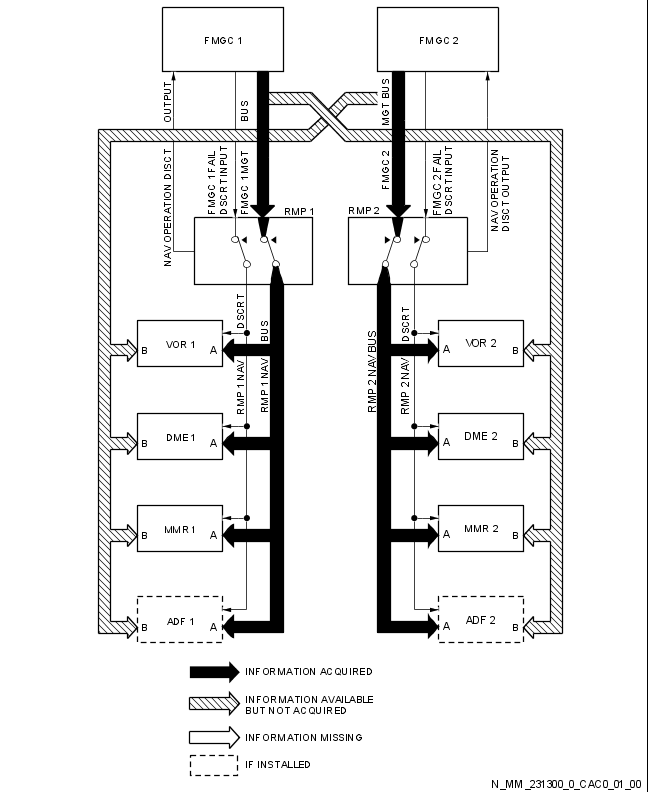 FMGC 1
FMGC 2
OUTPUT
BUS
MGT BUS
NAV OPERATION DISCT
FMGC 1 FAIL
DISCRT INPUT
FMGC 1 MGT
FMGC 2
FMGC 2 FAIL
DISCRT INPUT
NAV OPERATION
DISCT OUTPUT
RMP 1
RMP 2
DSCRT
BUS
DSCRT
B VOR 1 A
A VOR 2 B
RMP 1 NAV
RMP 1 NAV
RMP 2 NAV BUS
RMP 2 NAV
B DME 1 A
A DME 2 B
B MMR 1 A
A MMR 2 B
B ADF 1 A
A ADF 2 B
INFORMATION ACQUIRED
INFORMATION AVAILABLE
BUT NOT ACQUIRED
INFORMATION MISSING
IF INSTALLED
N_MM_231300_0_CAC0_01_00